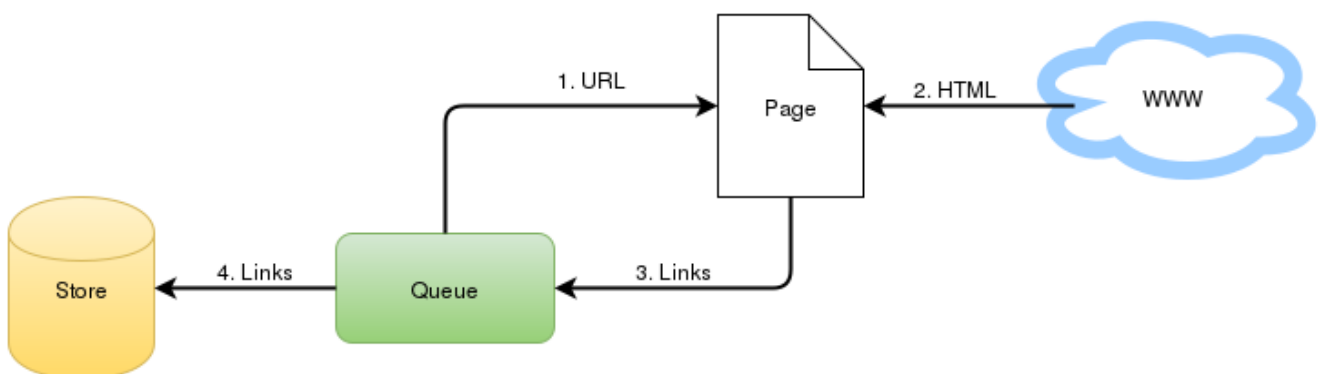 1. URL
2. HTML
www
Page
4. Links
3. Links
Store
Queue